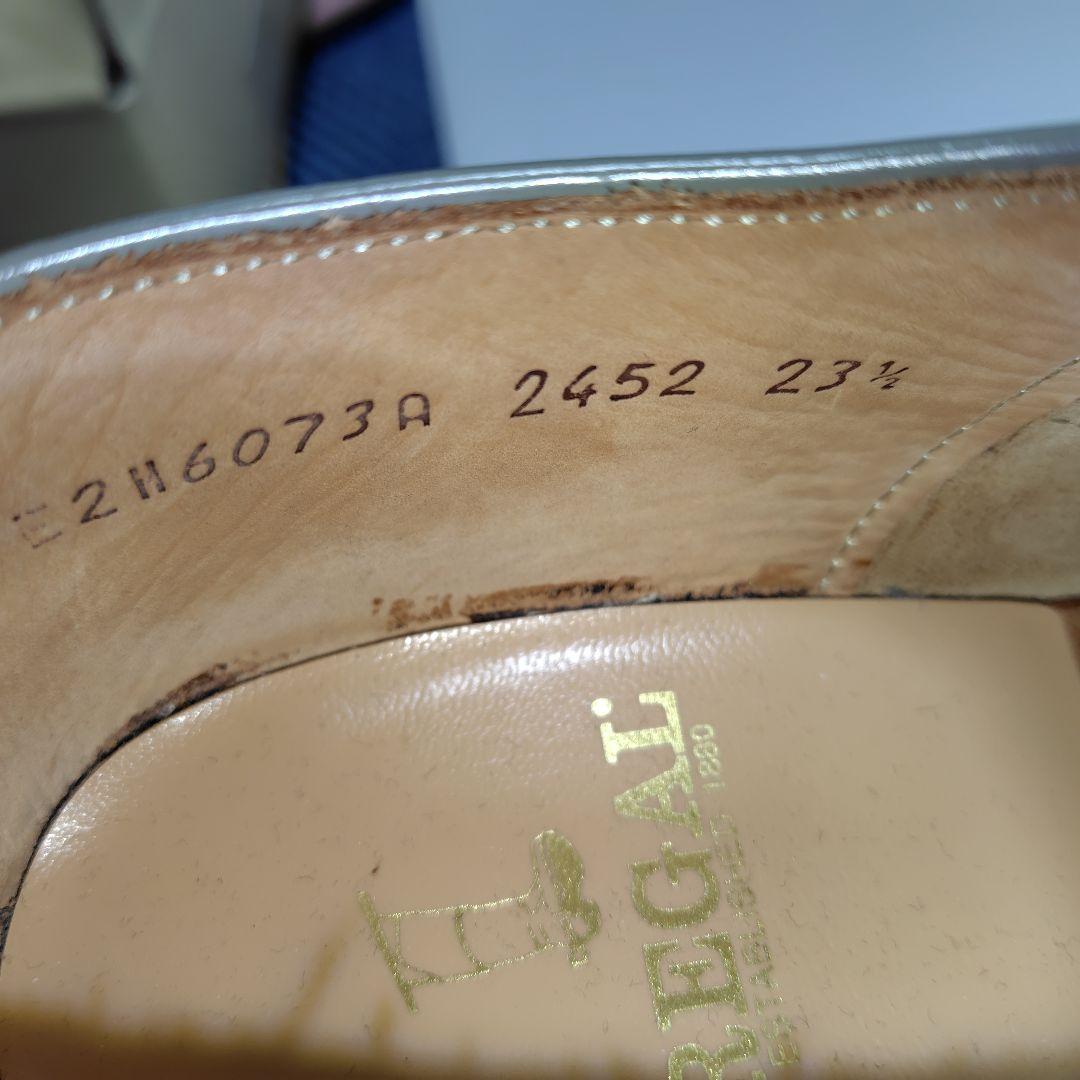 E2H6073A 2452 23½
REGAL
ESTABLISHED 1880